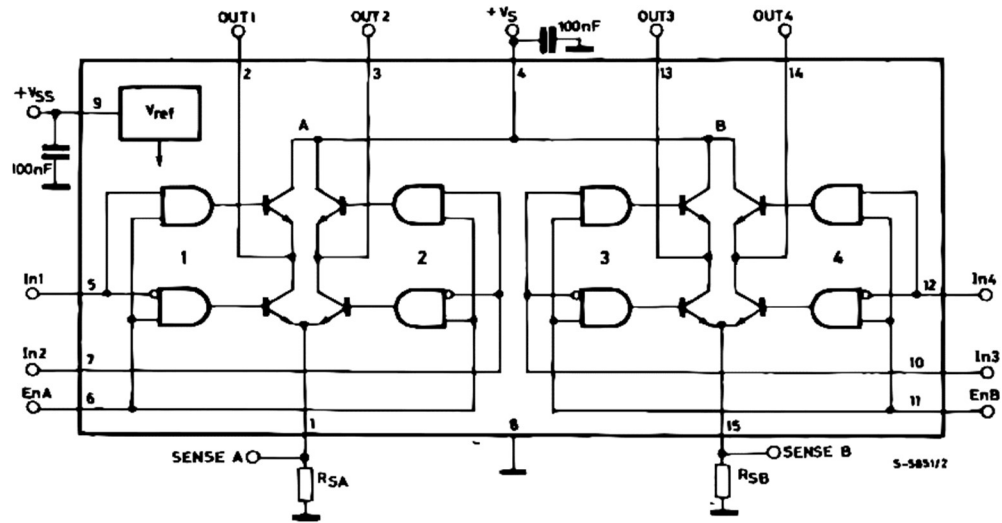 OUT1
OUT2
+VS
100nF
OUT3
OUT4
2
3
4
13
14
+VSS
9
Vref
100nF
A
B
1
2
3
4
In1
5
12
In4
In2
7
10
In3
EnA
6
11
EnB
1
8
15
SENSE A
SENSE B
RSA
RSB
S-5851/2